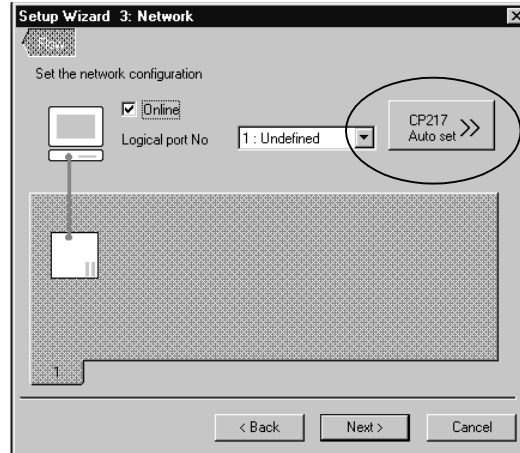 Setup Wizard 3: Network
Set the network configuration
Online
Logical port No
1 : Undefined
CP217
Auto set >>
1
< Back
Next >
Cancel